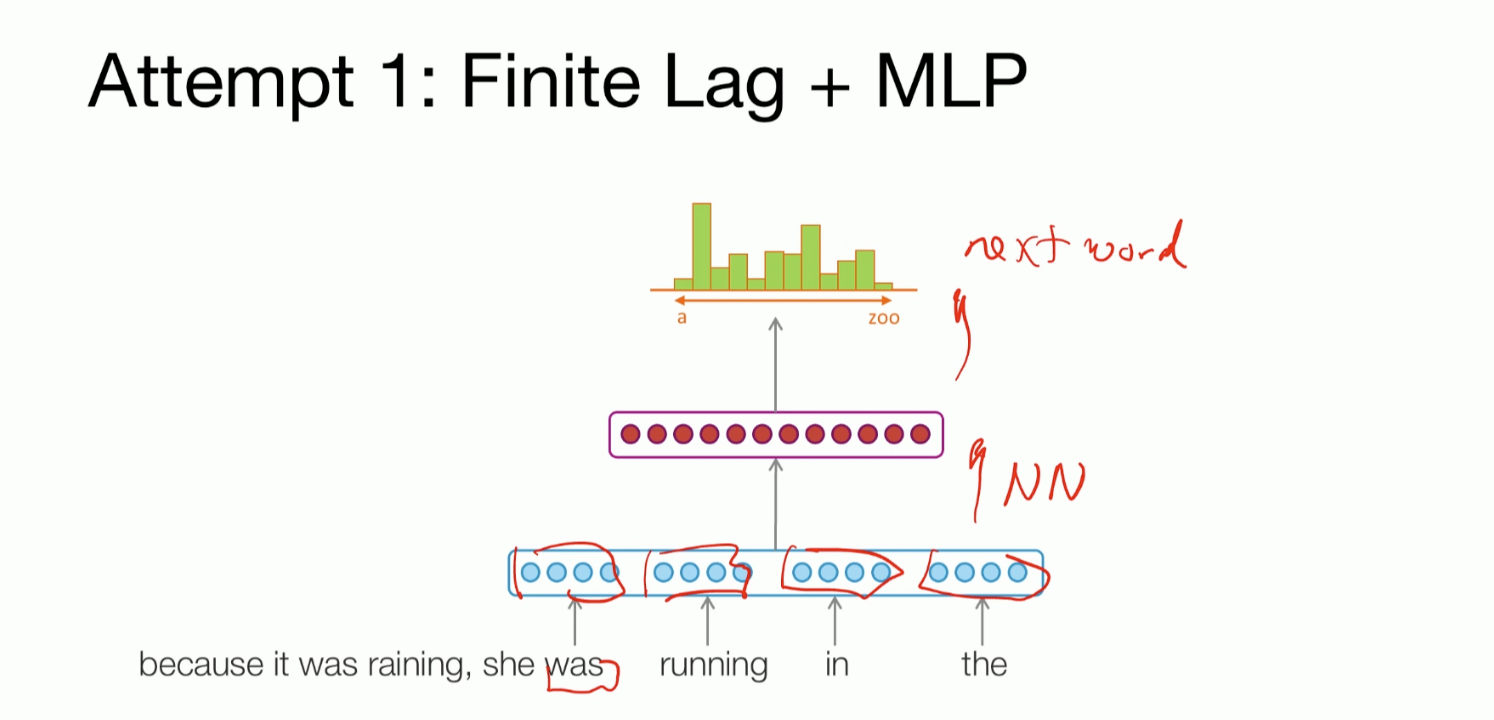 Attempt 1: Finite Lag + MLP
next word
a zoo
NN
because it was raining, she was running in the